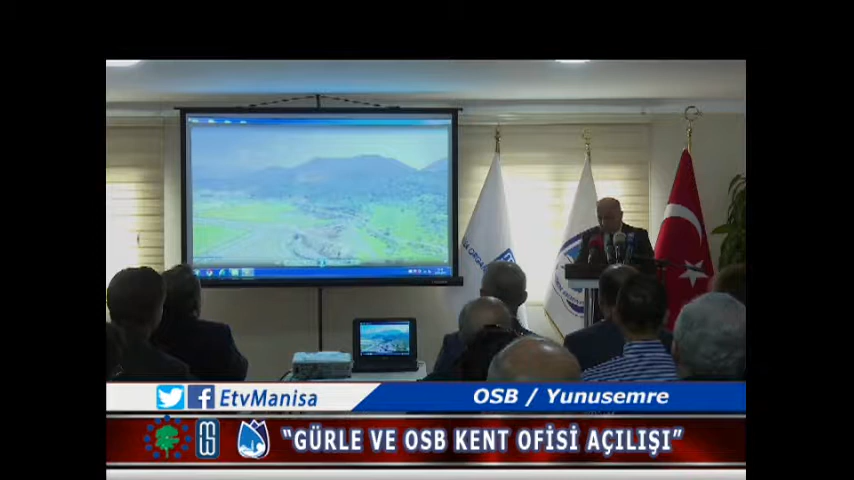 EtvManisa
OSB / Yunusemre
"GÜRLE VE OSB KENT OFİSİ AÇILIŞI"